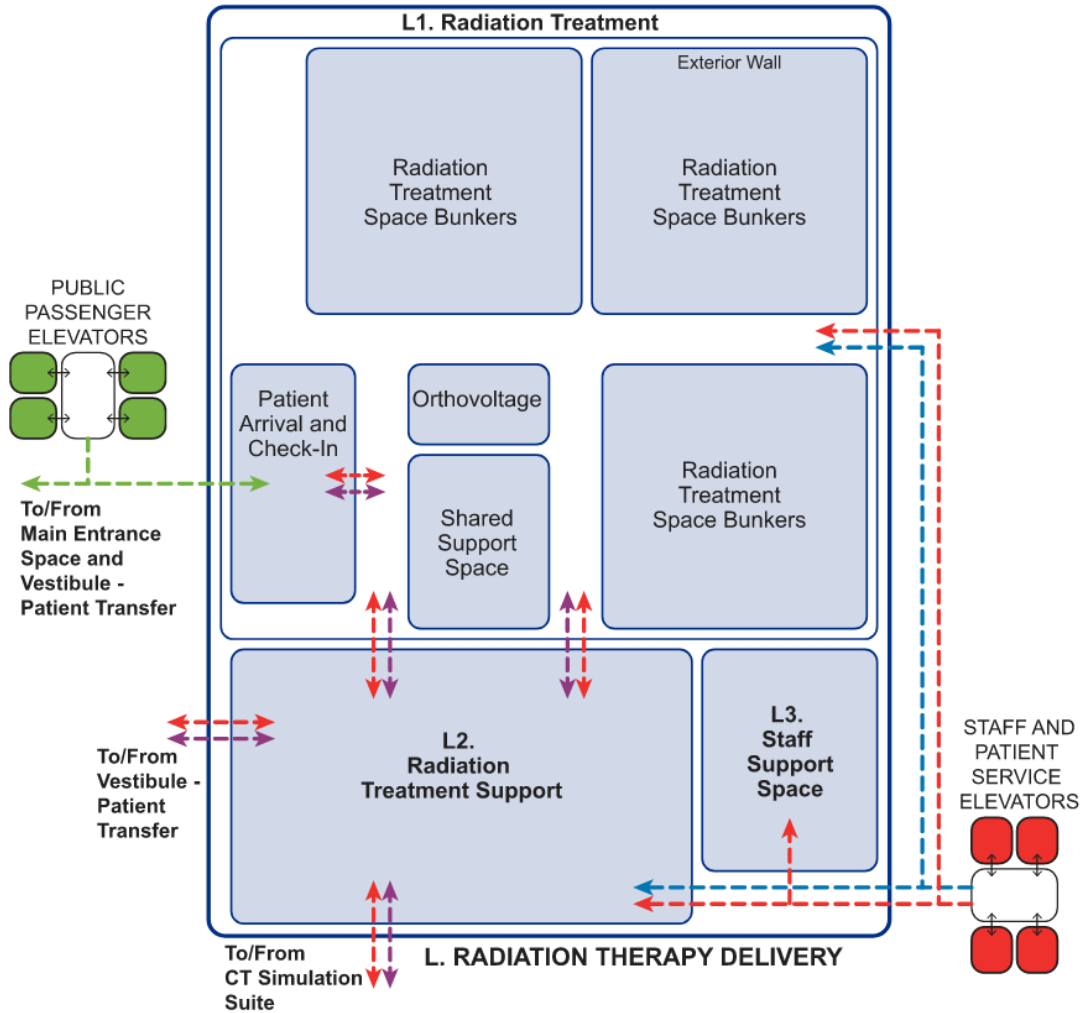 L1. Radiation Treatment
Exterior Wall
Radiation
Treatment
Space Bunkers
Radiation
Treatment
Space Bunkers
PUBLIC
PASSENGER
ELEVATORS
Patient
Arrival and
Check-In
Orthovoltage
Radiation
Treatment
Space Bunkers
To/From
Main Entrance
Space and
Vestibule -
Patient Transfer
Shared
Support
Space
To/From
Vestibule -
Patient
Transfer
L2.
Radiation
Treatment Support
L3.
Staff
Support
Space
STAFF AND
PATIENT
SERVICE
ELEVATORS
To/From
CT Simulation
Suite
L. RADIATION THERAPY DELIVERY